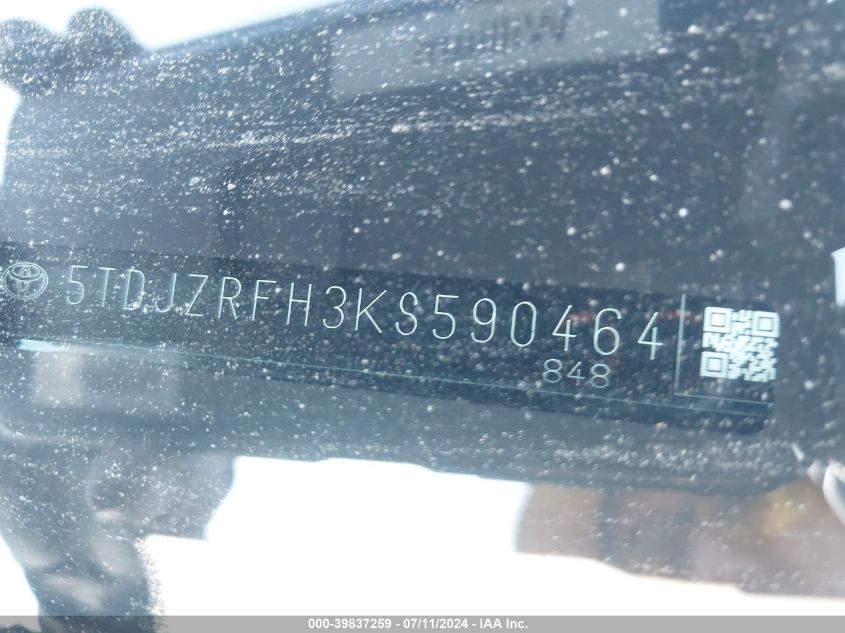 5TDJZRFH3KS590464
848
000-39837259 - 07/11/2024 - IAA Inc.